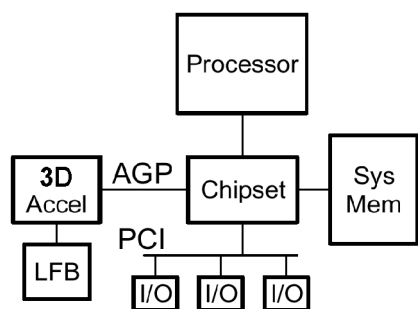 Processor
3D
Accel
AGP
Chipset
Sys
Mem
LFB
PCI
I/O
I/O
I/O